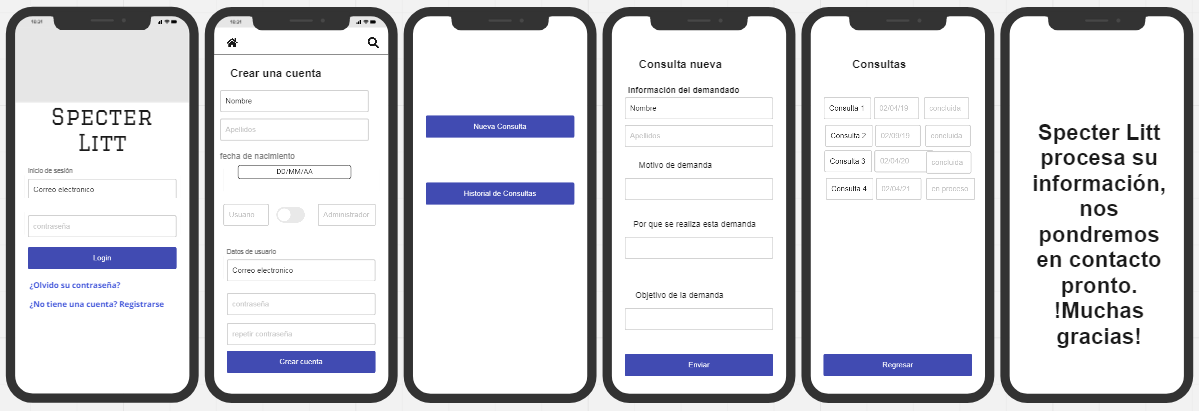 10:21
Specter
Litt
Inicio de sesión
Correo electronico
contraseña
Login
¿Olvido su contraseña?
¿No tiene una cuenta? Registrarse
10:21
Crear una cuenta
Nombre
Apellidos
fecha de nacimiento
DD/MM/AA
Usuario
Administrador
Datos de usuario
Correo electronico
contraseña
repetir contraseña
Crear cuenta
Nueva Consulta
Historial de Consultas
Consulta nueva
Información del demandado
Nombre
Apellidos
Motivo de demanda
Por que se realiza esta demanda
Objetivo de la demanda
Enviar
Consultas
Consulta 1 02/04/19 concluida
Consulta 2 02/09/19 concluida
Consulta 3 02/04/20 concluida
Consulta 4 02/04/21 en proceso
Regresar
Specter Litt
procesa su
información,
nos
pondremos
en contacto
pronto.
!Muchas
gracias!